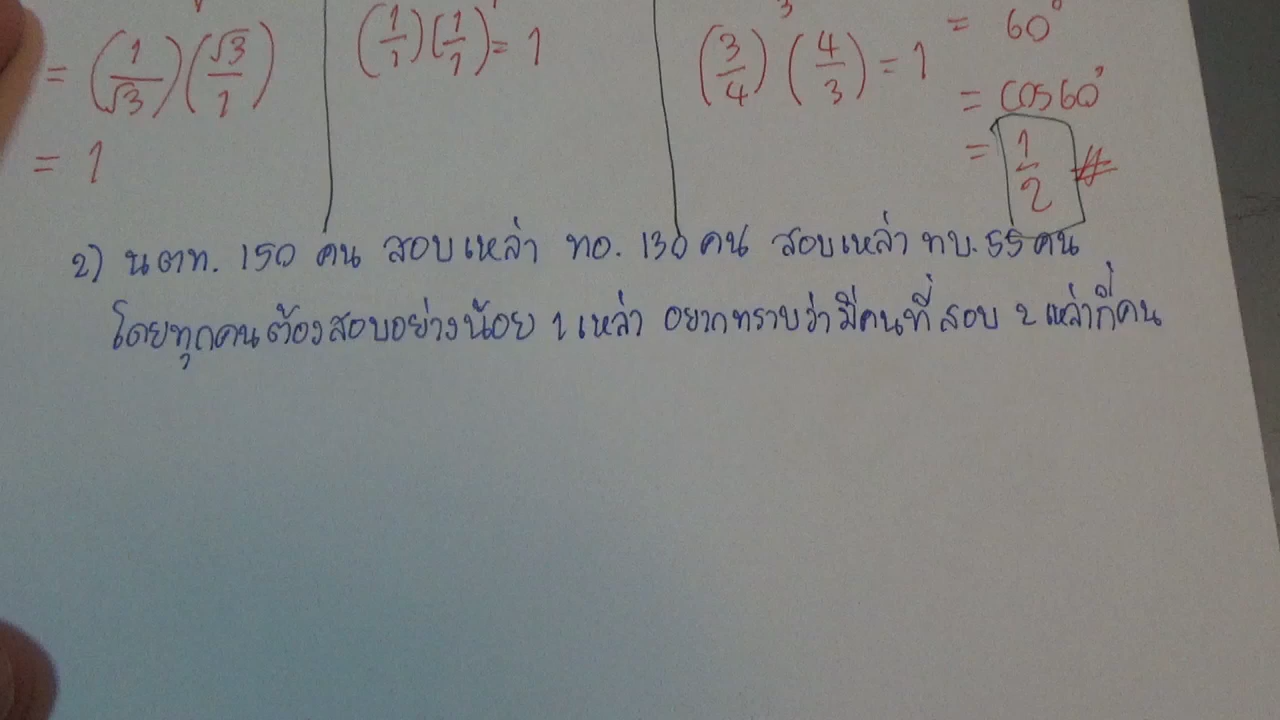 = (1/√3)(√3/1)
= 1
(1/1)(1/1) = 1
(3/4)(4/3) = 1
= 60°
= cos60°
= 1/2 #
2) นตท. 150 คน สอบเหล่า ทอ. 130 คน สอบเหล่า ทบ. 55 คน
โดยทุกคนต้องสอบอย่างน้อย 1 เหล่า อยากทราบว่ามีคนที่สอบ 2 เหล่ากี่คน